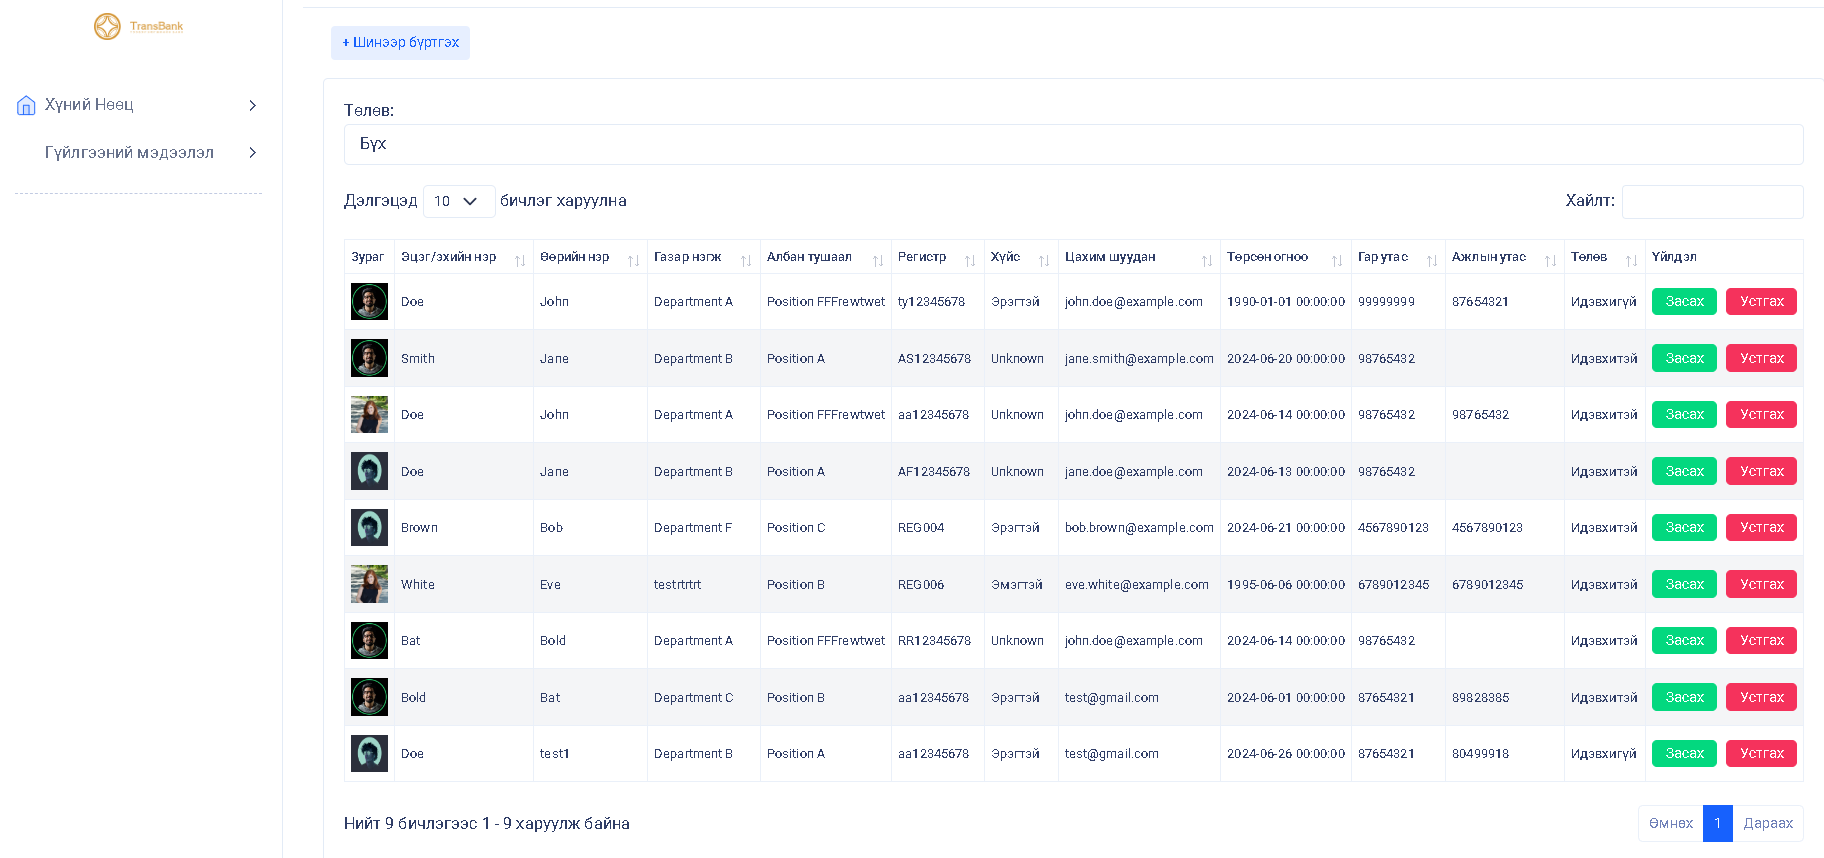 TransBank
+ Шинээр бүртгэх
Хүний Нөөц
Гүйлгээний мэдээлэл
Төлөв:
Бүх
Дэлгэцэд 10 бичлэг харуулна
Хайлт:
Зураг Эцэг/эхийн нэр Өөрийн нэр Газар нэгж Албан тушаал Регистр Хүйс Цахим шуудан Төрсөн огноо Гар утас Ажлын утас Төлөв Үйлдэл
Doe John Department A Position FFFrewtwet ty12345678 Эрэгтэй john.doe@example.com 1990-01-01 00:00:00 99999999 87654321 Идэвхигүй Засах Устгах
Smith Jane Department B Position A AS12345678 Unknown jane.smith@example.com 2024-06-20 00:00:00 98765432 Идэвхитэй Засах Устгах
Doe John Department A Position FFFrewtwet aa12345678 Unknown john.doe@example.com 2024-06-14 00:00:00 98765432 98765432 Идэвхитэй Засах Устгах
Doe Jane Department B Position A AF12345678 Unknown jane.doe@example.com 2024-06-13 00:00:00 98765432 Идэвхитэй Засах Устгах
Brown Bob Department F Position C REG004 Эрэгтэй bob.brown@example.com 2024-06-21 00:00:00 4567890123 4567890123 Идэвхитэй Засах Устгах
White Eve testrtrtrt Position B REG006 Эмэгтэй eve.white@example.com 1995-06-06 00:00:00 6789012345 6789012345 Идэвхитэй Засах Устгах
Bat Bold Department A Position FFFrewtwet RR12345678 Unknown john.doe@example.com 2024-06-14 00:00:00 98765432 Идэвхитэй Засах Устгах
Bold Bat Department C Position B aa12345678 Эрэгтэй test@gmail.com 2024-06-01 00:00:00 87654321 89828385 Идэвхитэй Засах Устгах
Doe test1 Department B Position A aa12345678 Эрэгтэй test@gmail.com 2024-06-26 00:00:00 87654321 80499918 Идэвхигүй Засах Устгах
Нийт 9 бичлэгээс 1 - 9 харуулж байна
Өмнөх 1 Дараах